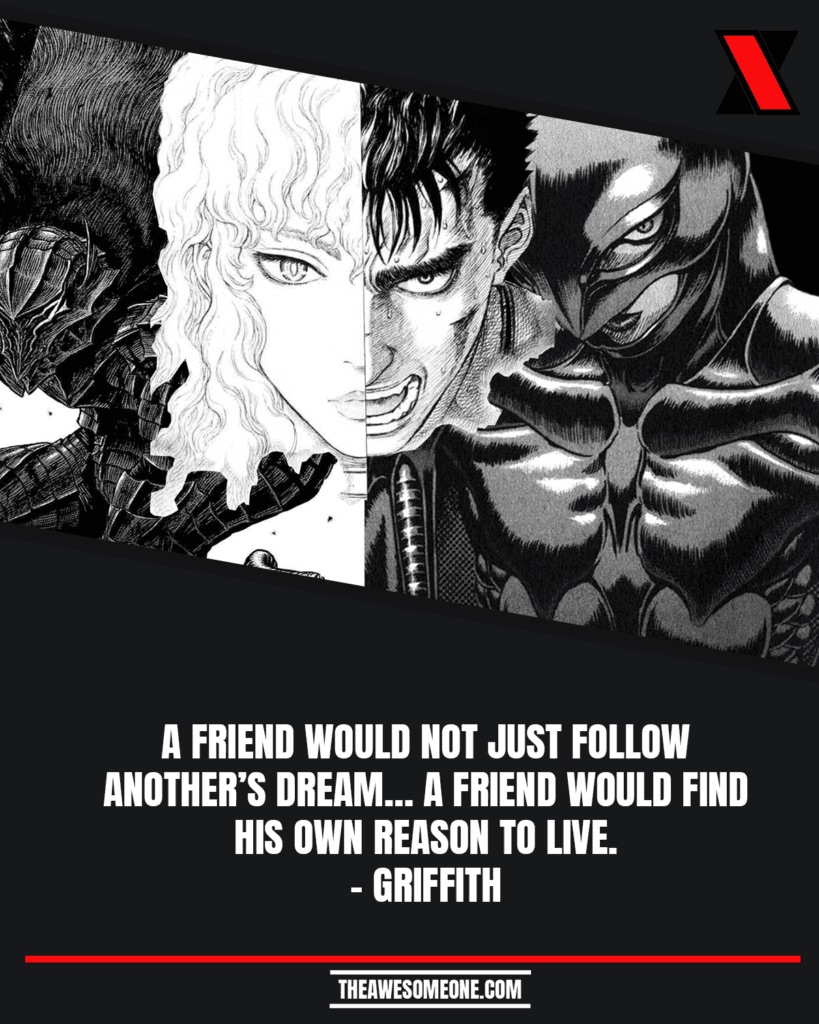 A FRIEND WOULD NOT JUST FOLLOW
ANOTHER’S DREAM... A FRIEND WOULD FIND
HIS OWN REASON TO LIVE.
- GRIFFITH
THEAWESOMEONE.COM